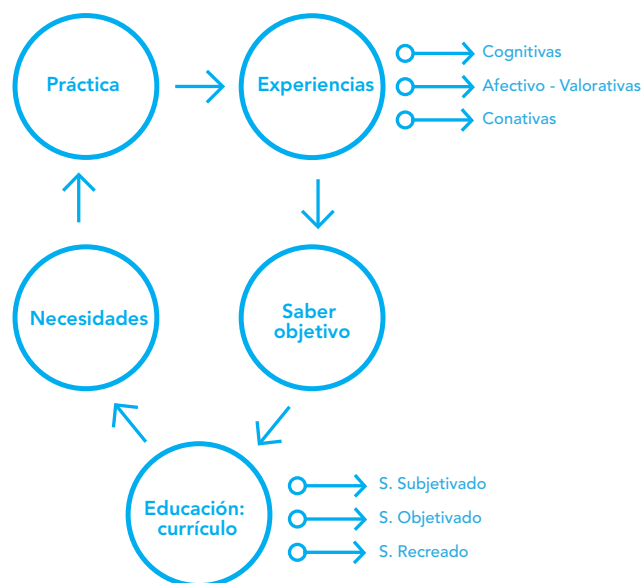 Práctica
Experiencias
Cognitivas
Afectivo - Valorativas
Conativas
Necesidades
Saber
objetivo
Educación:
currículo
S. Subjetivado
S. Objetivado
S. Recreado